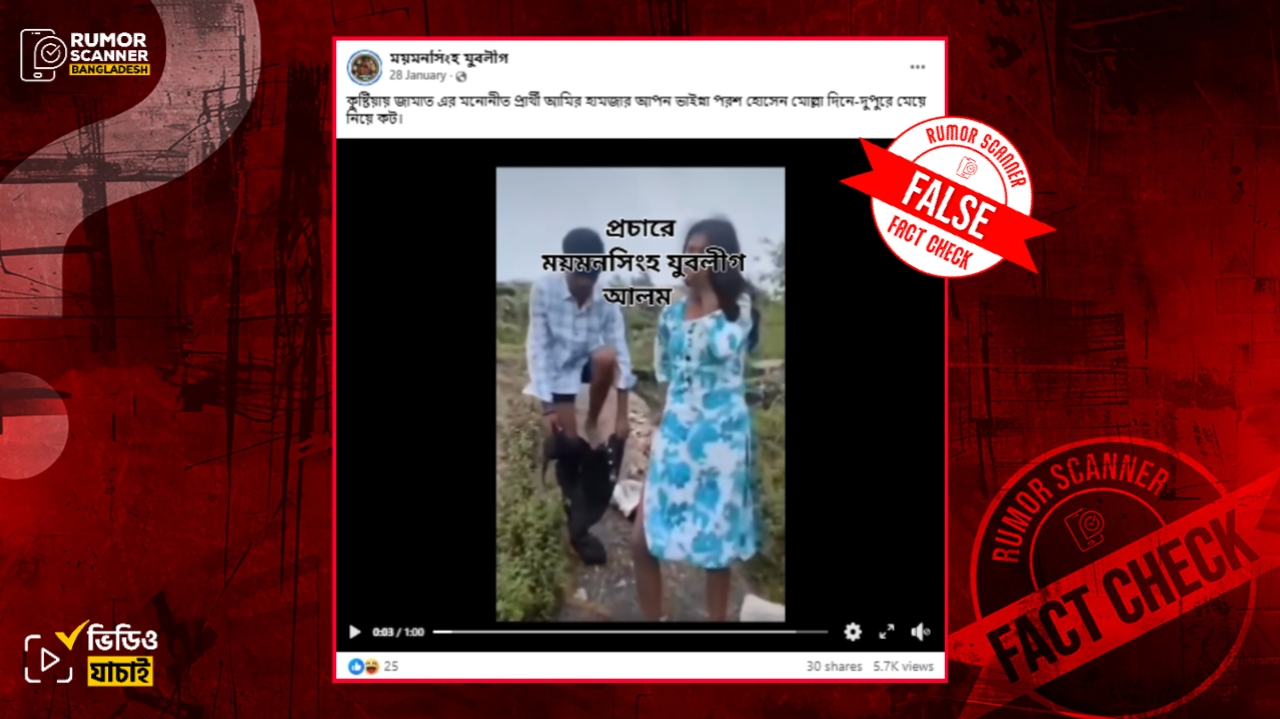 RUMOR
SCANNER
BANGLADESH
ময়মনসিংহ যুবলীগ
28 January ·
কুষ্টিয়ায় জামাত এর মনোনীত প্রার্থী আমির হামজার আপন ভাইগ্না পরশ হোসেন মোল্লা দিনে-দুপুরে মেয়ে
নিয়ে কট।
RUMOR SCANNER
FALSE
FACT CHECK
প্রচারে
ময়মনসিংহ যুবলীগ
আলম
0:03 / 1:00
25
30 shares 5.7K views
ভিডিও
যাচাই
RUMOR SCANNER
FACT CHECK